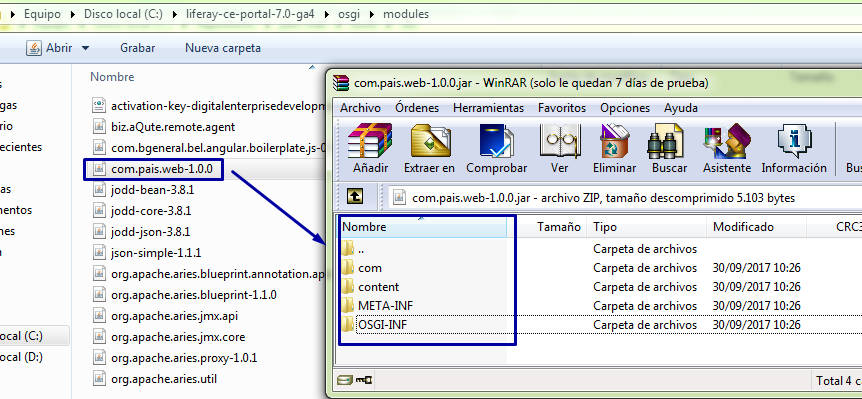 Equipo ▸ Disco local (C:) ▸ liferay-ce-portal-7.0-ga4 ▸ osgi ▸ modules
Abrir Grabar Nueva carpeta
Nombre
activation-key-digitalenterprisedevelopm
biz.aQute.remote.agent
com.bgeneral.bel.angular.boilerplate.js-0
com.pais.web-1.0.0
jodd-bean-3.8.1
jodd-core-3.8.1
jodd-json-3.8.1
json-simple-1.1.1
org.apache.aries.blueprint.annotation.ap
org.apache.aries.blueprint-1.1.0
org.apache.aries.jmx.api
org.apache.aries.jmx.core
org.apache.aries.proxy-1.0.1
org.apache.aries.util
gas
rio
ecientes
as
mentos
s
ocal (C:)
ocal (D:)
com.pais.web-1.0.0.jar - WinRAR (solo le quedan 7 días de prueba)
Archivo Órdenes Herramientas Favoritos Opciones Ayuda
Añadir Extraer en Comprobar Ver Eliminar Buscar Asistente Información Bus
com.pais.web-1.0.0.jar - archivo ZIP, tamaño descomprimido 5.103 bytes
Nombre Tamaño Tipo Modificado CRC3
.. Carpeta de archivos
com Carpeta de archivos 30/09/2017 10:26
content Carpeta de archivos 30/09/2017 10:26
META-INF Carpeta de archivos 30/09/2017 10:26
OSGI-INF Carpeta de archivos 30/09/2017 10:26
Total 4 ca